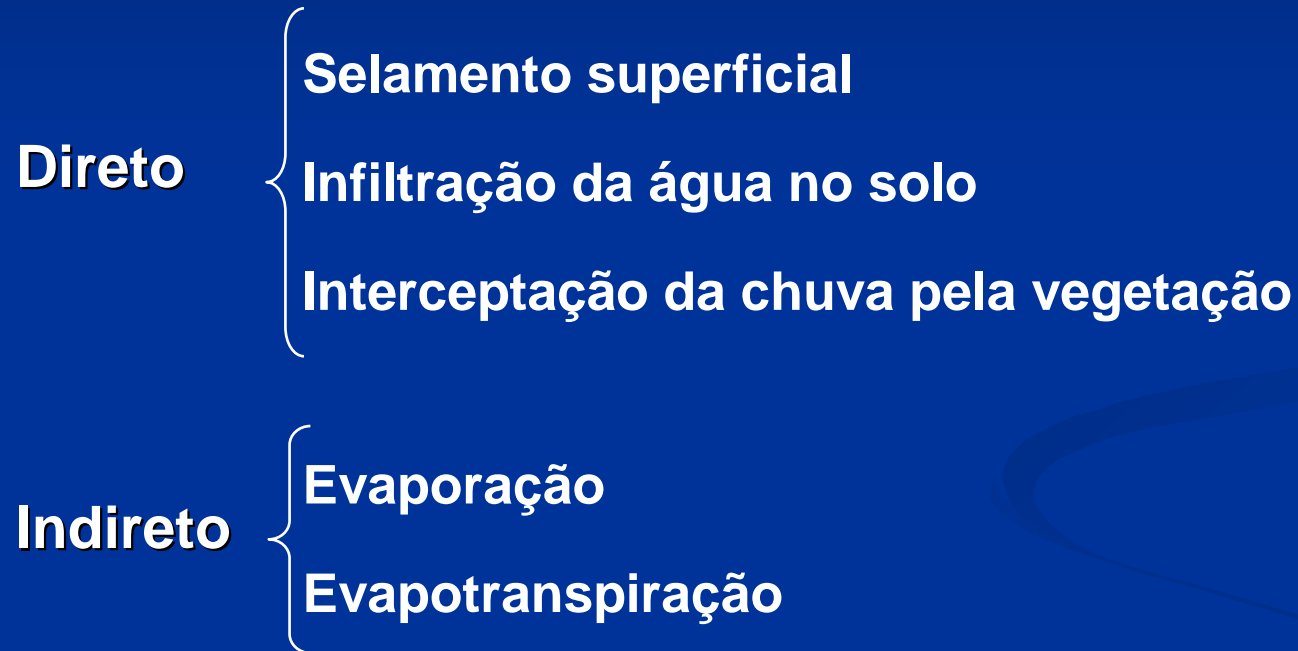 Direto
Selamento superficial
Infiltração da água no solo
Interceptação da chuva pela vegetação
Indireto
Evaporação
Evapotranspiração